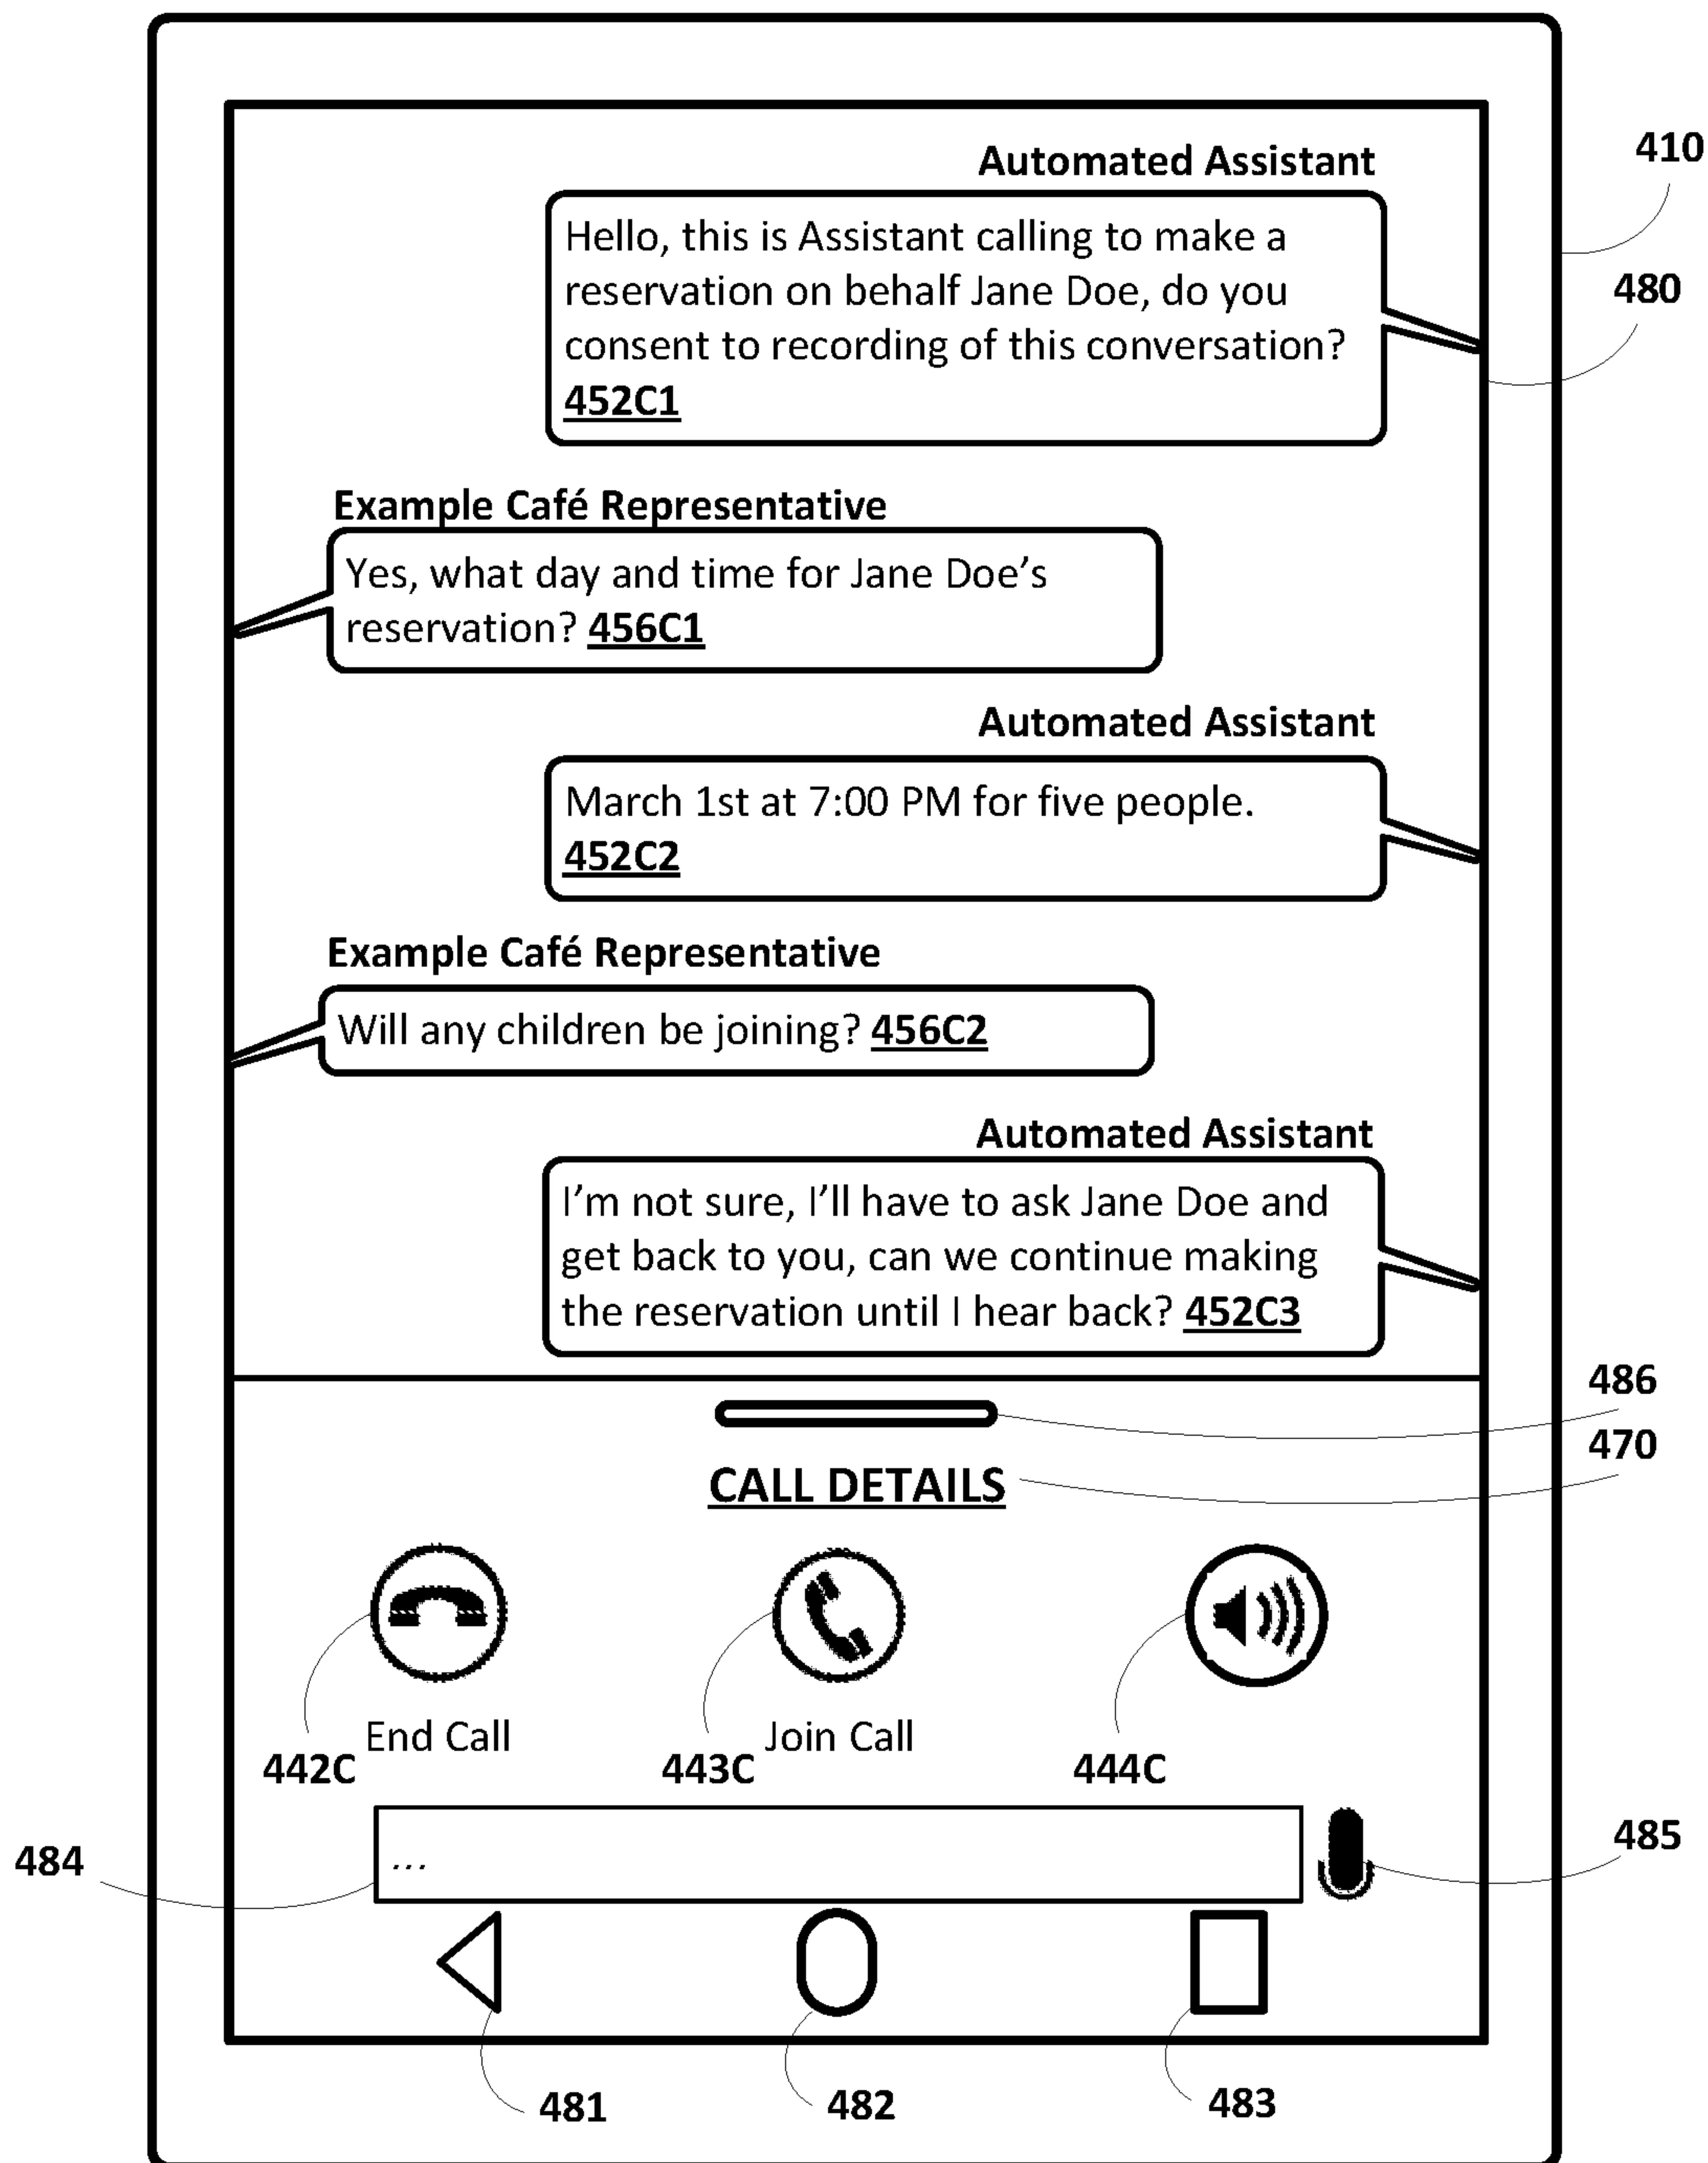 Automated Assistant
410
Hello, this is Assistant calling to make a
reservation on behalf Jane Doe, do you
480
consent to recording of this conversation?
452C1
Example Café Representative
Yes, what day and time for Jane Doe's
reservation? 456C1
Automated Assistant
March 1st at 7:00 PM for five people.
452C2
Example Café Representative
Will any children be joining? 456C2
Automated Assistant
I'm not sure, I'll have to ask Jane Doe and
get back to you, can we continue making
the reservation until I hear back? 452C3
486
470
CALL DETAILS
End Call
Join Call
442C
443C
444C
484
...
485
481
482
483